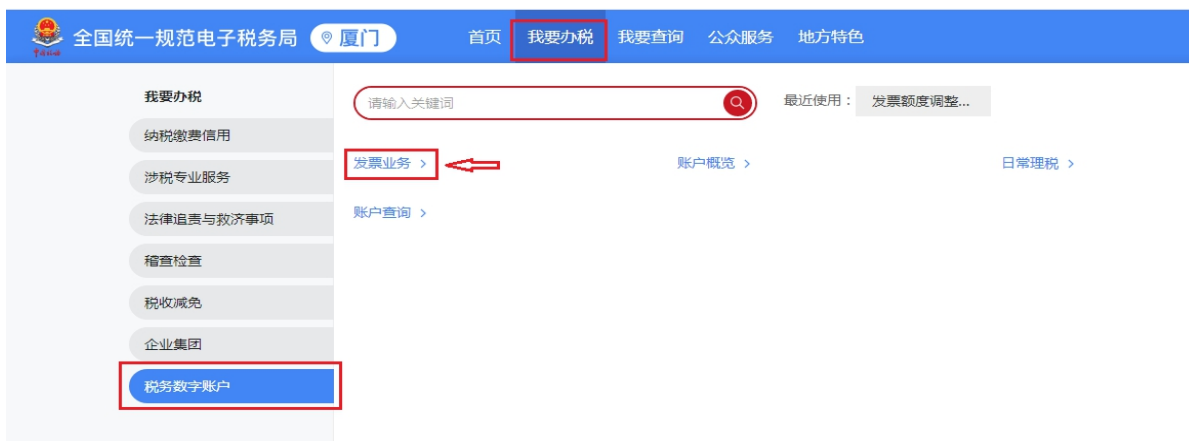 全国统一规范电子税务局 厦门 首页 我要办税 我要查询 公众服务 地方特色
我要办税
纳税缴费信用
涉税专业服务
法律追责与救济事项
稽查检查
税收减免
企业集团
税务数字账户
请输入关键词 最近使用： 发票额度调整...
发票业务 > 账户概览 > 日常理税 >
账户查询 >